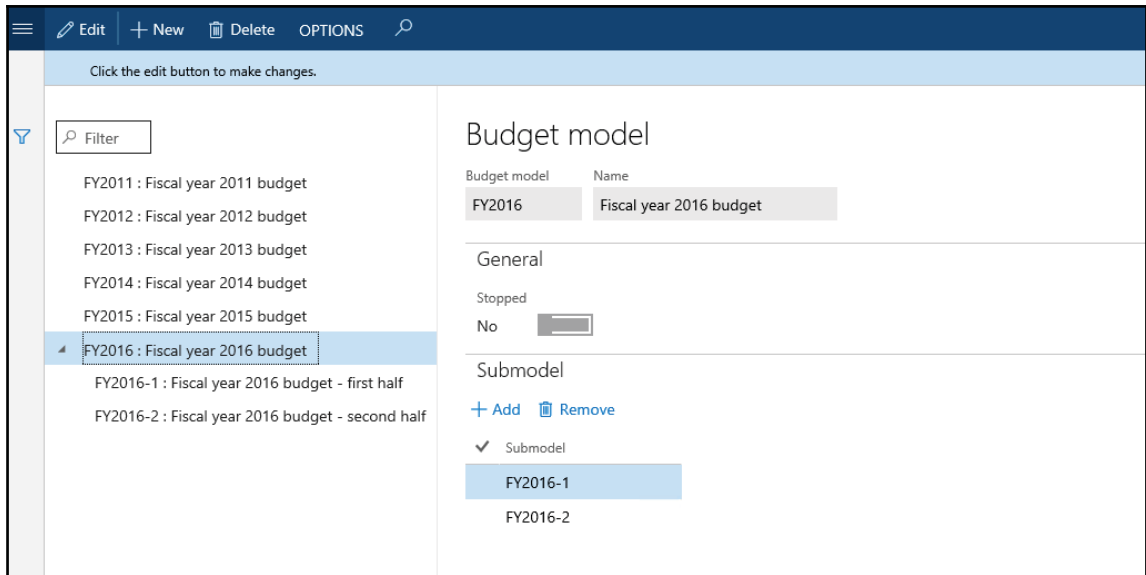 Edit New Delete OPTIONS
Click the edit button to make changes.
Filter
FY2011 : Fiscal year 2011 budget
FY2012 : Fiscal year 2012 budget
FY2013 : Fiscal year 2013 budget
FY2014 : Fiscal year 2014 budget
FY2015 : Fiscal year 2015 budget
FY2016 : Fiscal year 2016 budget
FY2016-1 : Fiscal year 2016 budget - first half
FY2016-2 : Fiscal year 2016 budget - second half
Budget model
Budget model Name
FY2016 Fiscal year 2016 budget
General
Stopped
No
Submodel
Add Remove
Submodel
FY2016-1
FY2016-2